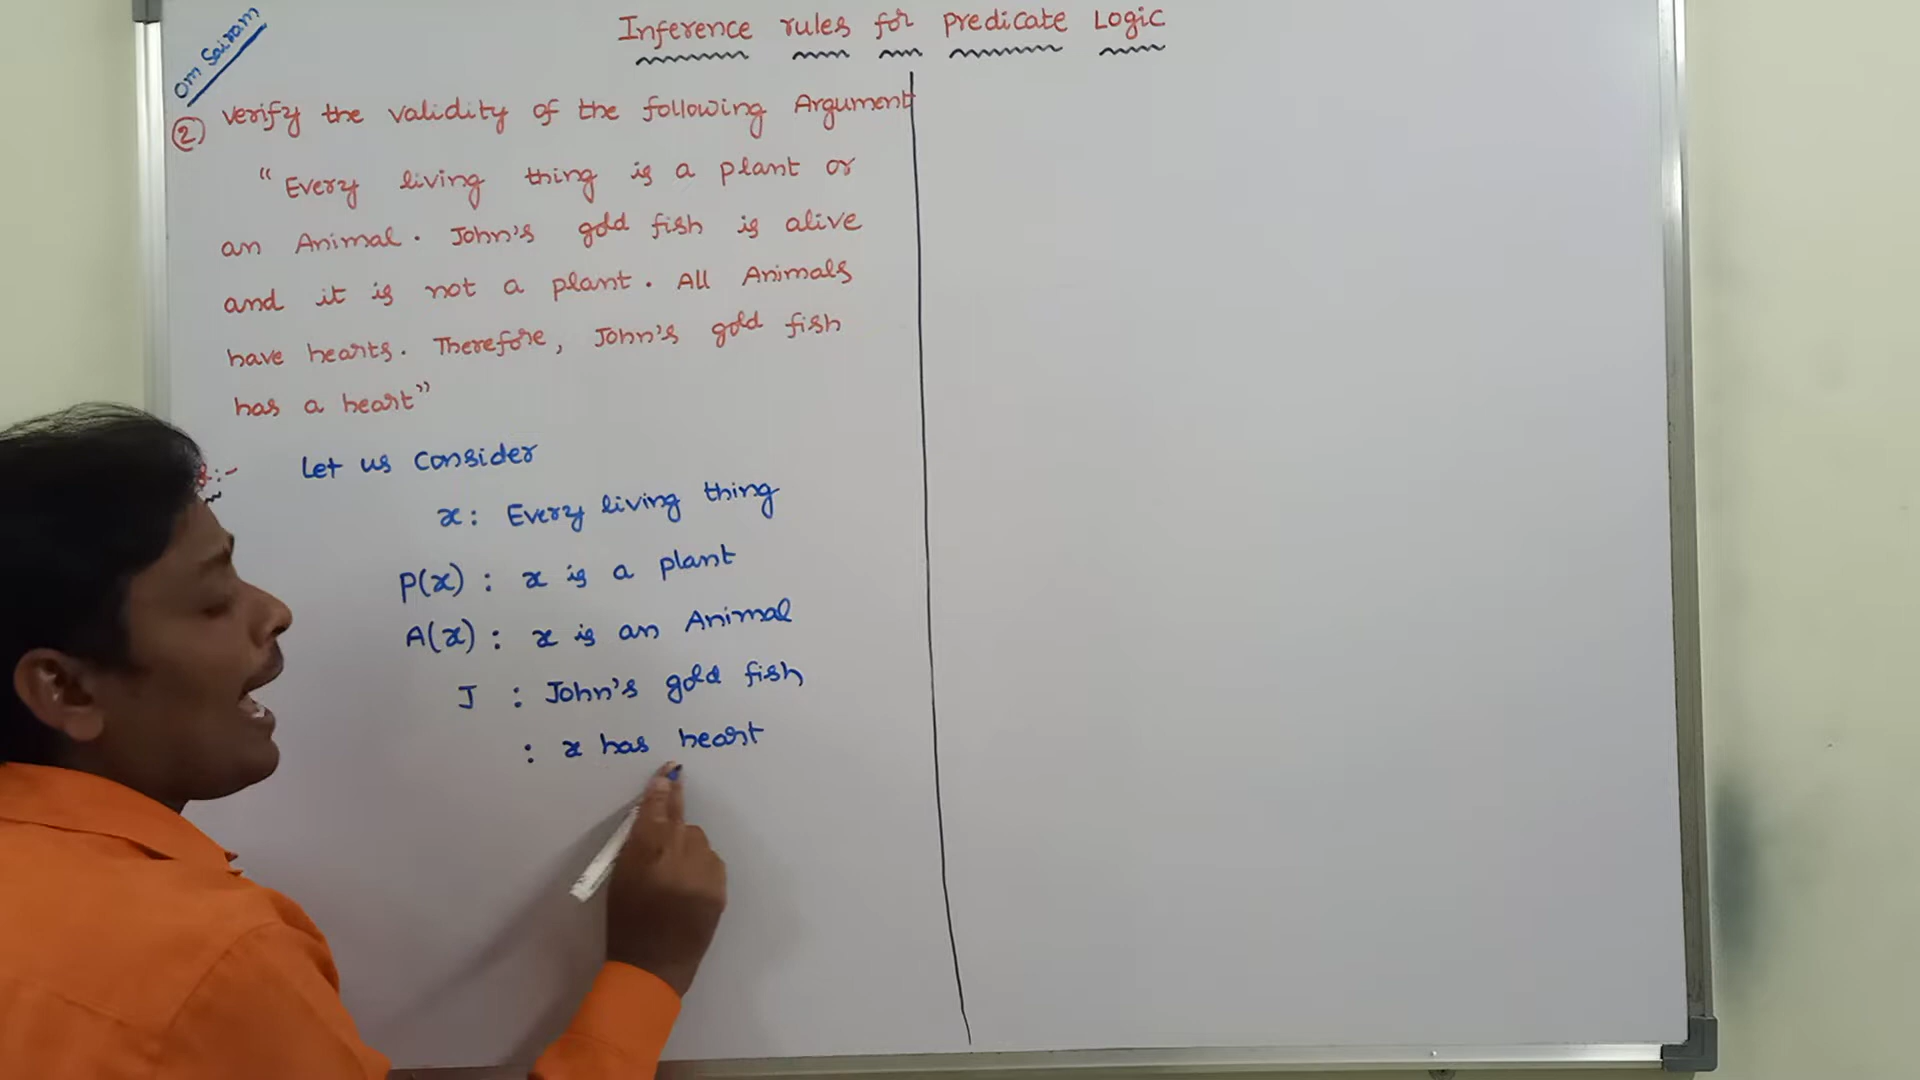 Om Sairam
Inference rules for predicate Logic
② verify the validity of the following Argument
“Every living thing is a plant or
an Animal. John's gold fish is alive
and it is not a plant. All Animals
have hearts. Therefore, John's gold fish
has a heart”
Let us consider
x: Every living thing
P(x) : x is a plant
A(x) : x is an Animal
J : John's gold fish
: x has heart